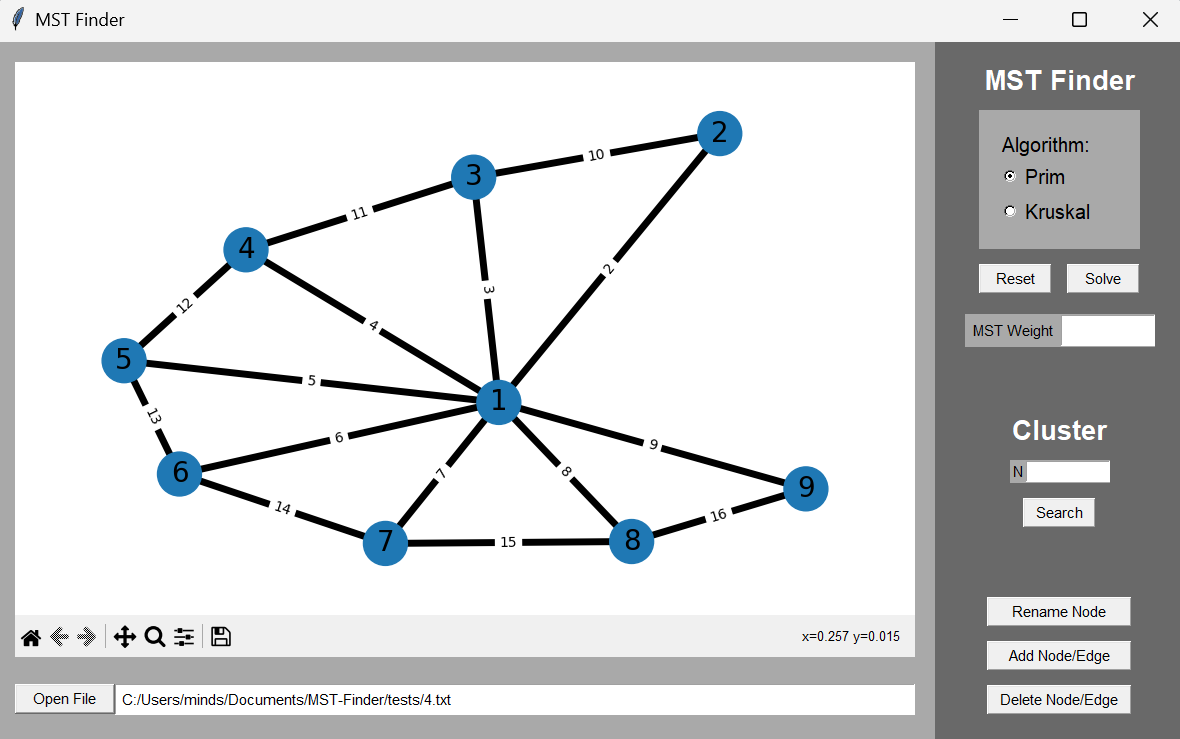 MST Finder
MST Finder
Algorithm:
Prim
Kruskal
Reset Solve
MST Weight
Cluster
N
Search
Rename Node
Add Node/Edge
Delete Node/Edge
2
10
3
11
4
2
3
12
4
5
5
1
13
6
9
6
7
8
9
14
16
7
15
8
x=0.257 y=0.015
Open File C:/Users/minds/Documents/MST-Finder/tests/4.txt